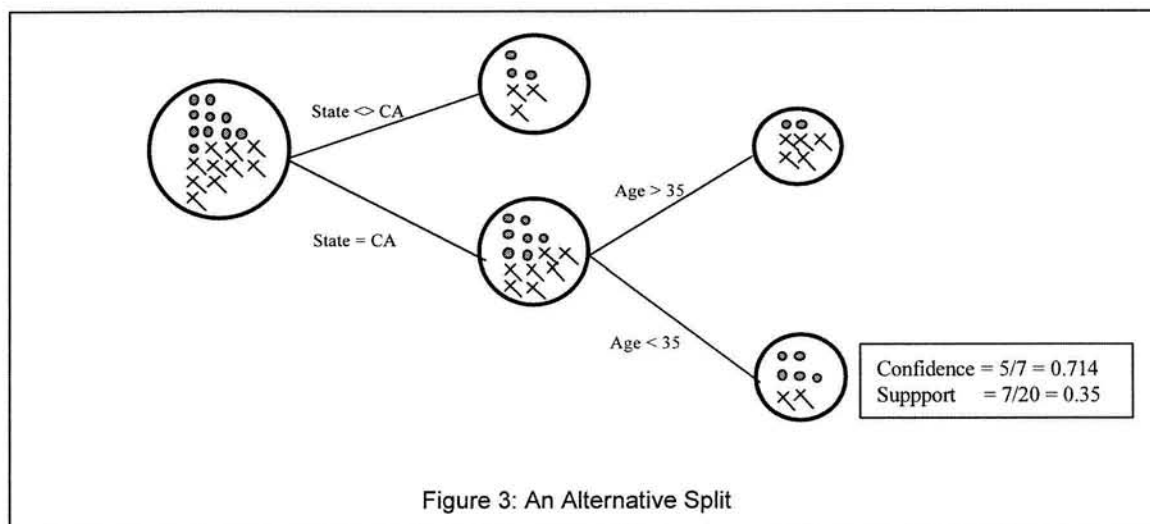 State <> CA
Age > 35
State = CA
Age < 35
Confidence = 5/7 = 0.714
Suppport = 7/20 = 0.35
Figure 3: An Alternative Split